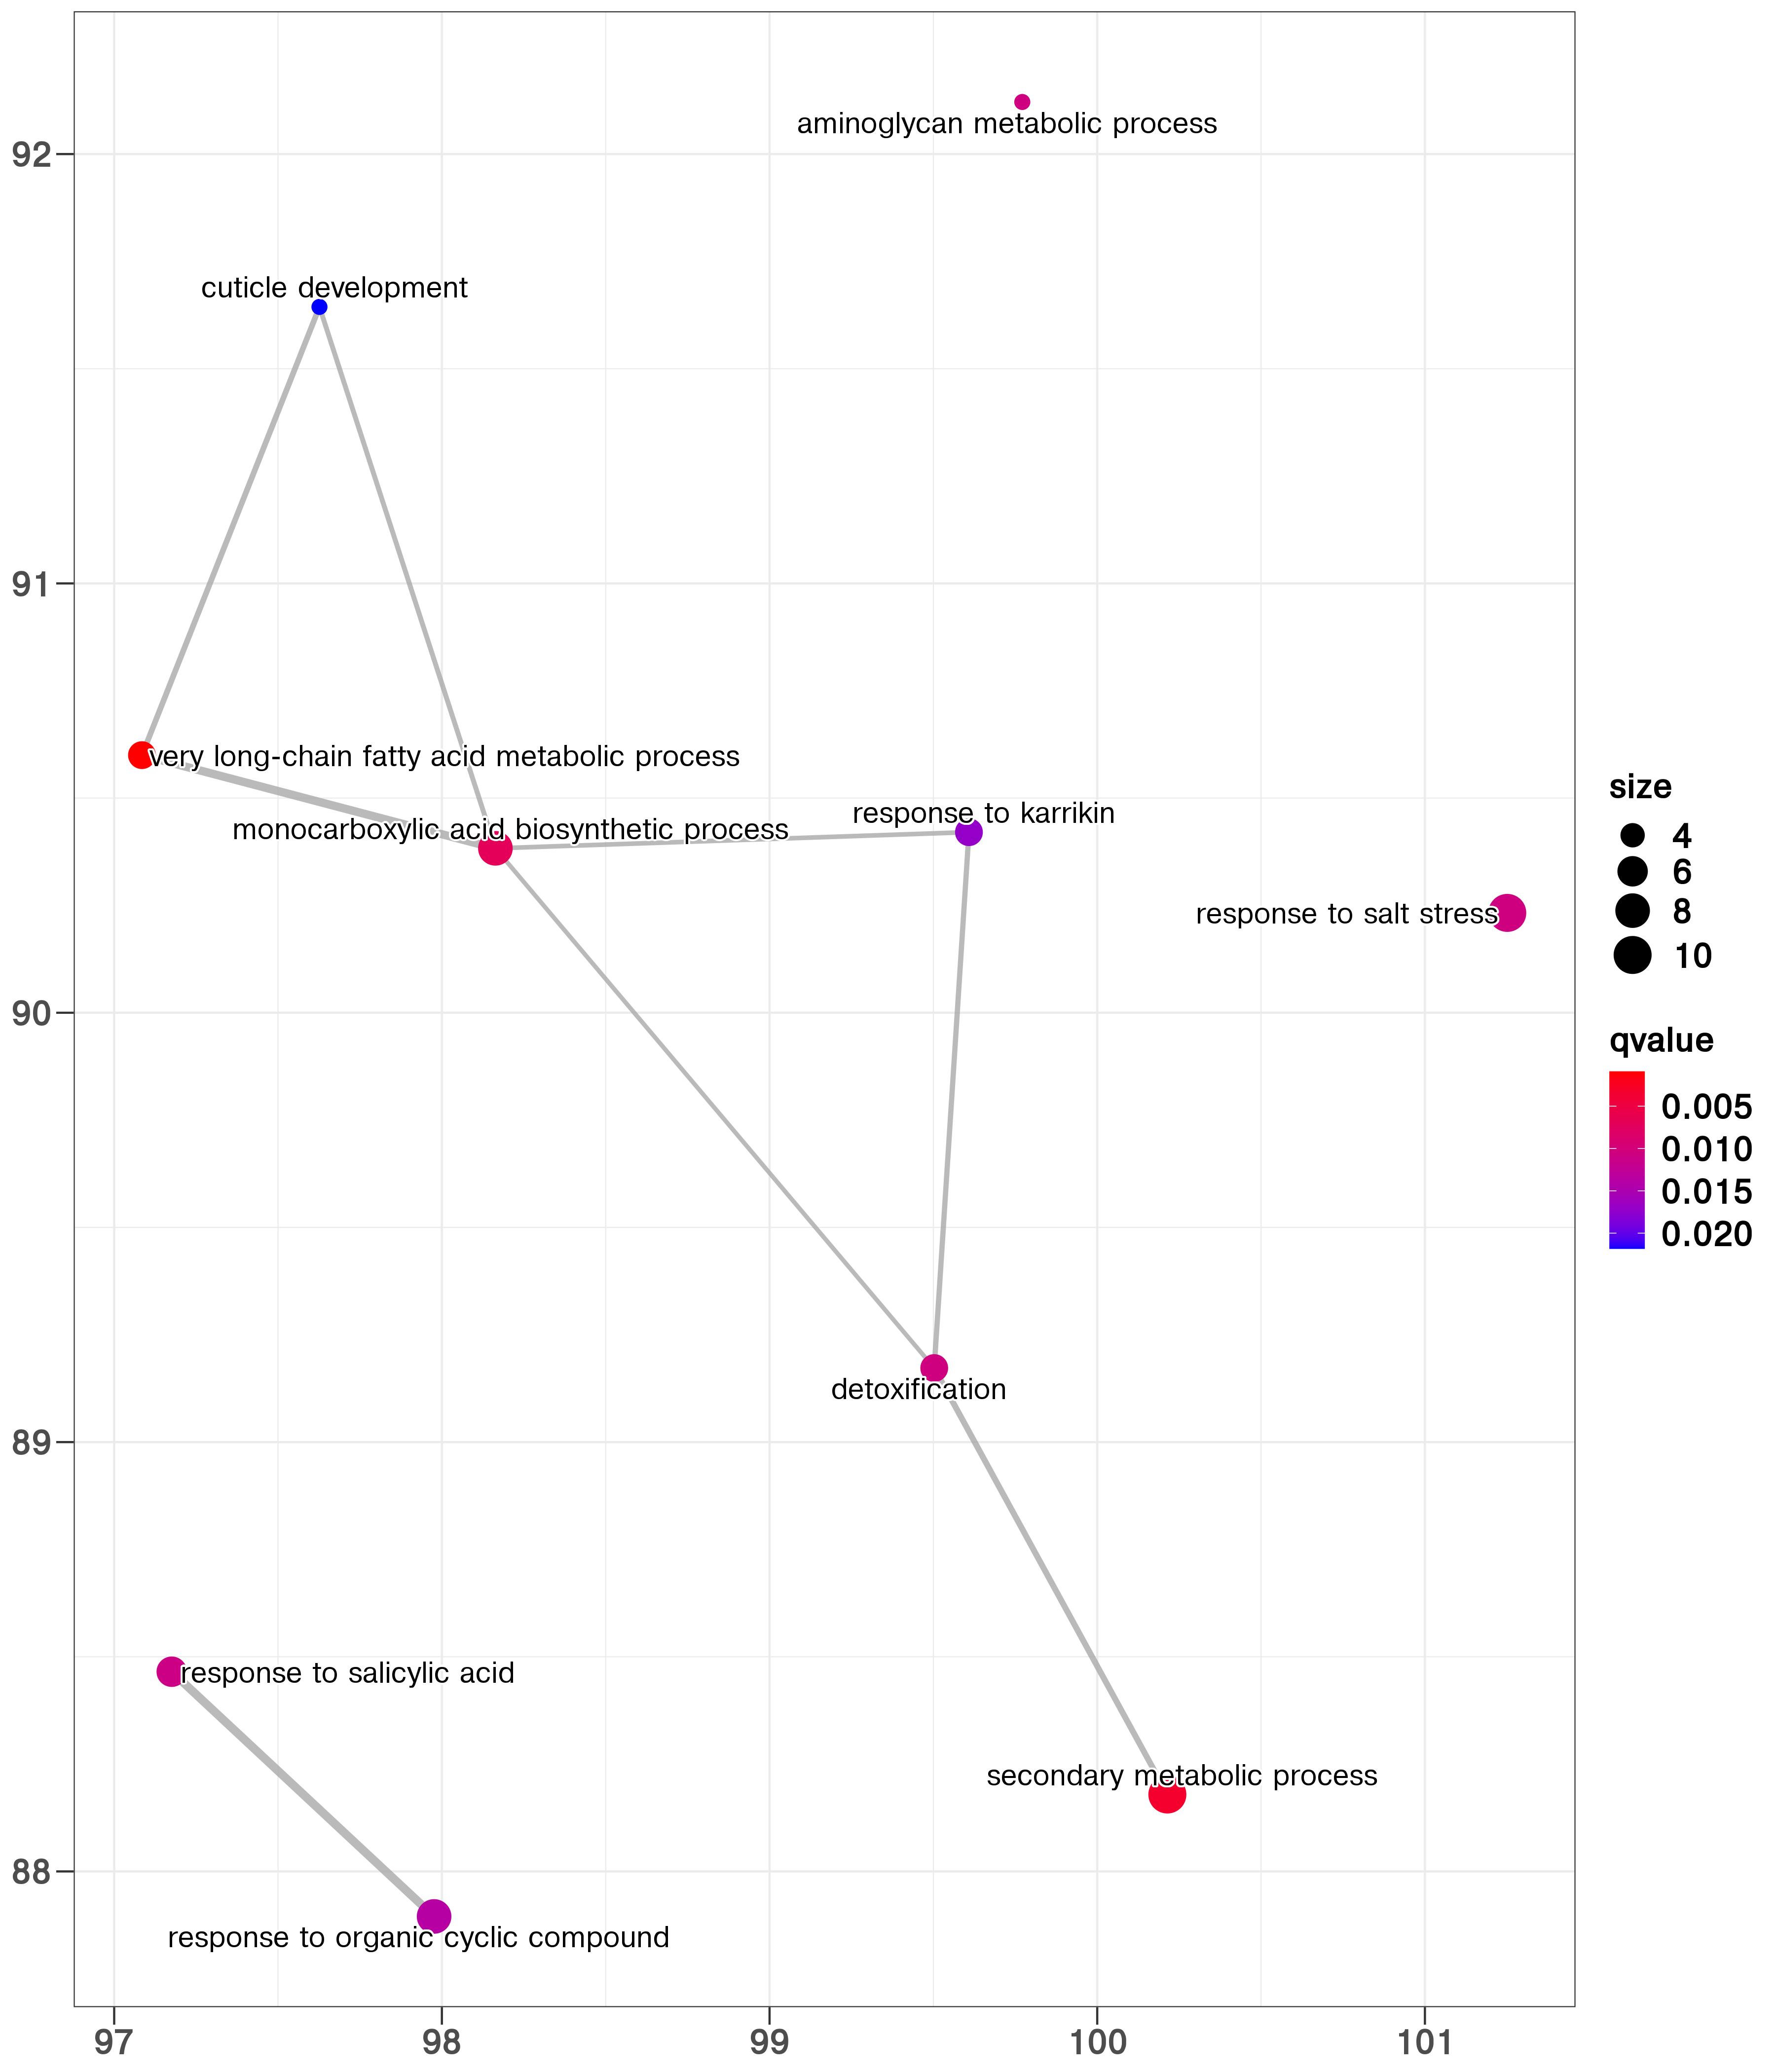 aminoglycan metabolic process
92
cuticle development
91
very long-chain fatty acid metabolic process
response to karrikin
monocarboxylic acid biosynthetic process
response to salt stress
90
detoxification
89
response to salicylic acid
secondary metabolic process
88
response to organic cyclic compound
97 98 99 100 101
size
4
6
8
10
qvalue
0.005
0.010
0.015
0.020